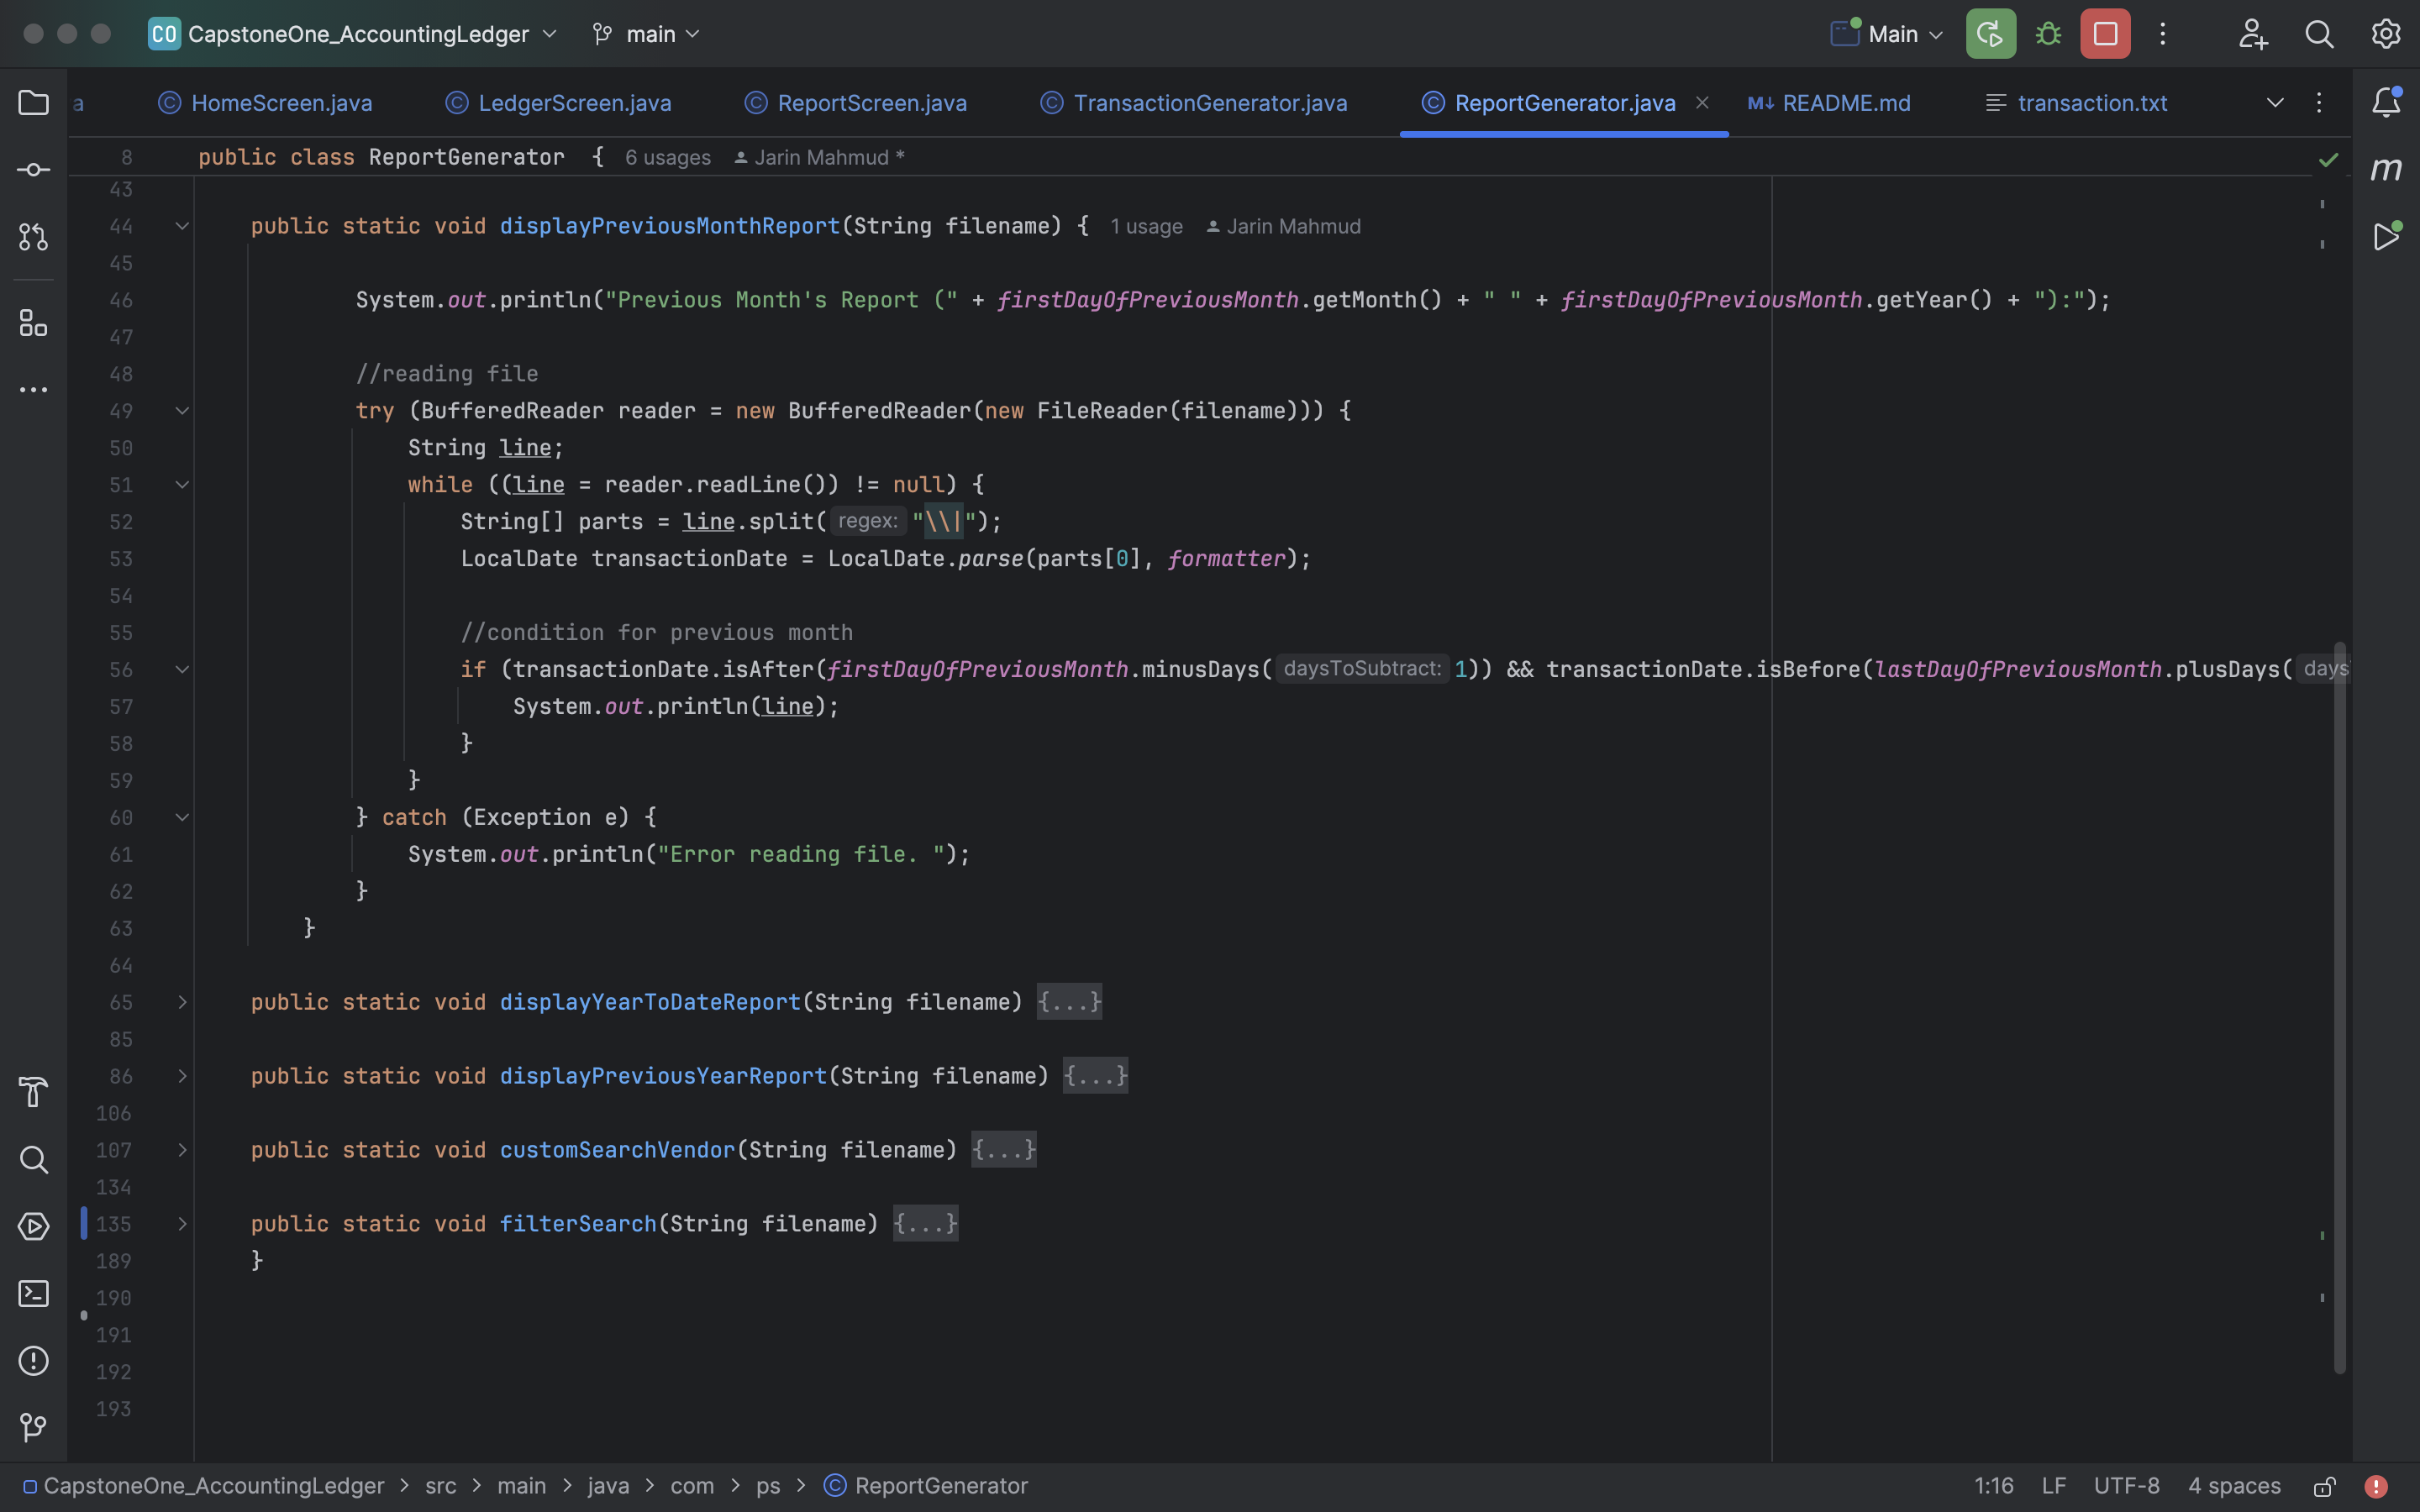 CO CapstoneOne_AccountingLedger main Main
a HomeScreen.java LedgerScreen.java ReportScreen.java TransactionGenerator.java ReportGenerator.java M↓ README.md transaction.txt
8 public class ReportGenerator { 6 usages Jarin Mahmud *
43
44 public static void displayPreviousMonthReport(String filename) { 1 usage Jarin Mahmud
45
46 System.out.println("Previous Month's Report (" + firstDayOfPreviousMonth.getMonth() + " " + firstDayOfPreviousMonth.getYear() + "):");
47
48 //reading file
49 try (BufferedReader reader = new BufferedReader(new FileReader(filename))) {
50 String line;
51 while ((line = reader.readLine()) != null) {
52 String[] parts = line.split( regex: "\\|");
53 LocalDate transactionDate = LocalDate.parse(parts[0], formatter);
54
55 //condition for previous month
56 if (transactionDate.isAfter(firstDayOfPreviousMonth.minusDays( daysToSubtract: 1)) && transactionDate.isBefore(lastDayOfPreviousMonth.plusDays( days
57 System.out.println(line);
58 }
59 }
60 } catch (Exception e) {
61 System.out.println("Error reading file. ");
62 }
63 }
64
65 public static void displayYearToDateReport(String filename) {...}
85
86 public static void displayPreviousYearReport(String filename) {...}
106
107 public static void customSearchVendor(String filename) {...}
134
135 public static void filterSearch(String filename) {...}
189 }
190
191
192
193
CapstoneOne_AccountingLedger > src > main > java > com > ps > ReportGenerator 1:16 LF UTF-8 4 spaces